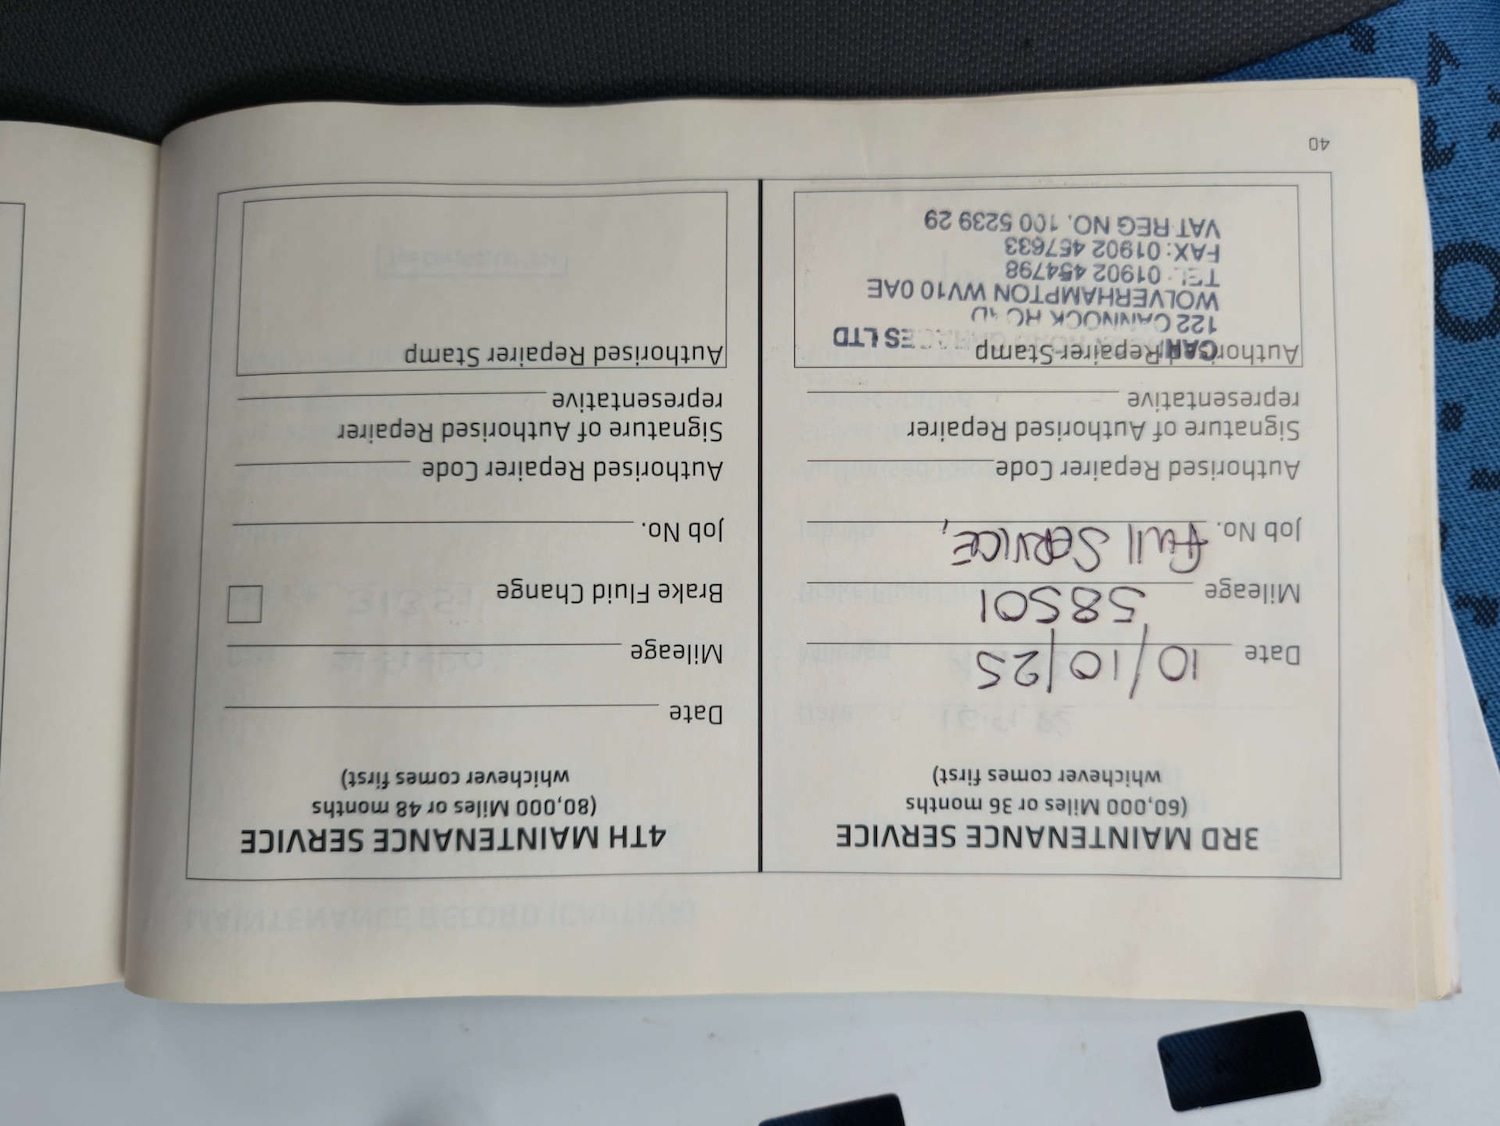 3RD MAINTENANCE SERVICE
(60,000 Miles or 36 months
whichever comes first)
Date 10/10/25
Mileage 58501
Full SERVICE,
Job No.
Authorised Repairer Code
Signature of Authorised Repairer
representative
Authorised Repairer Stamp
CAN ES LTD
122 CANNOCK
WOLVERHAMPTON WV10 0AE
TEL: 01902 454798
FAX: 01902 457633
VAT REG NO. 100 5239 29
4TH MAINTENANCE SERVICE
(80,000 Miles or 48 months
whichever comes first)
Date
Mileage
Brake Fluid Change
Job No.
Authorised Repairer Code
Signature of Authorised Repairer
representative
Authorised Repairer Stamp
40